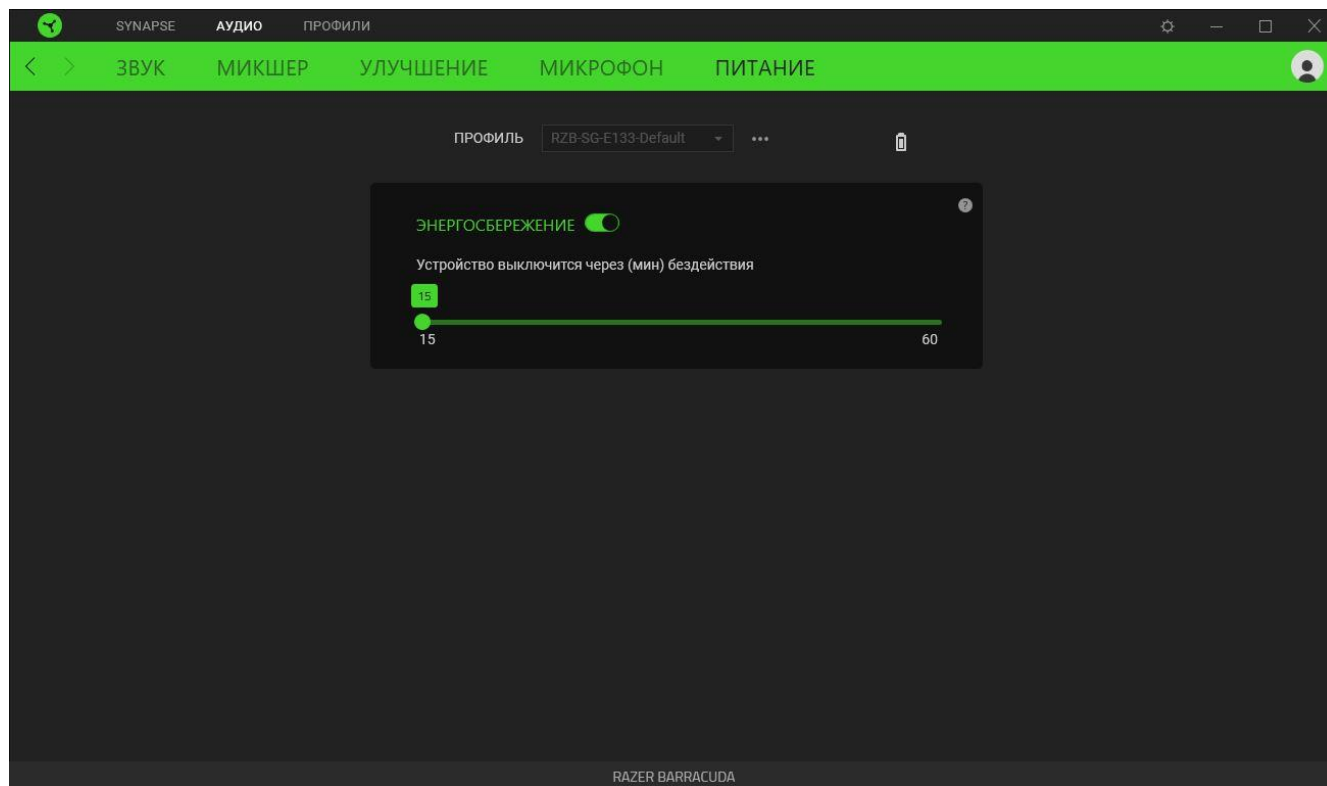 SYNAPSE АУДИО ПРОФИЛИ
ЗВУК МИКШЕР УЛУЧШЕНИЕ МИКРОФОН ПИТАНИЕ
ПРОФИЛЬ RZB-SG-E133-Default
ЭНЕРГОСБЕРЕЖЕНИЕ
Устройство выключится через (мин) бездействия
15
15 60
RAZER BARRACUDA